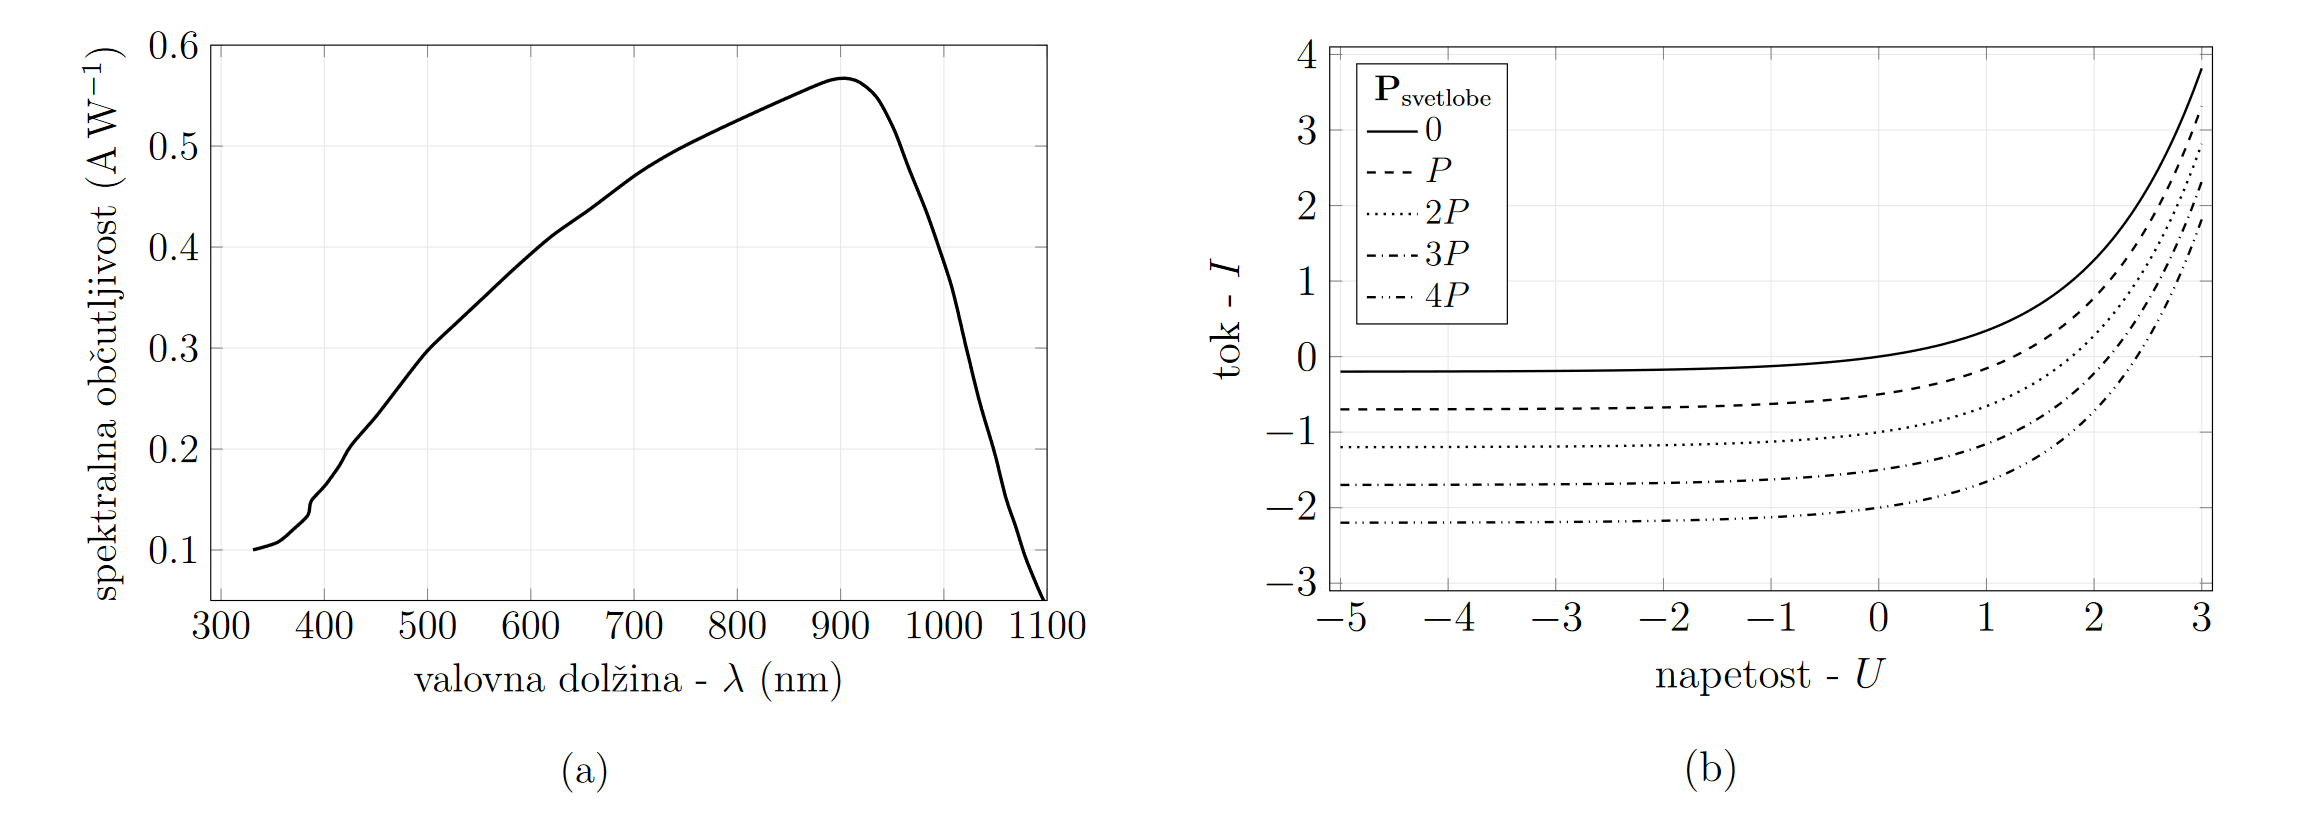 0.6
0.5
0.4
0.3
0.2
0.1
300 400 500 600 700 800 900 1000 1100
spektralna občutljivost (A W⁻¹)
valovna dolžina - λ (nm)
(a)
4
3
2
1
0
−1
−2
−3
−5 −4 −3 −2 −1 0 1 2 3
tok - I
napetost - U
P_svetlobe
0
P
2P
3P
4P
(b)